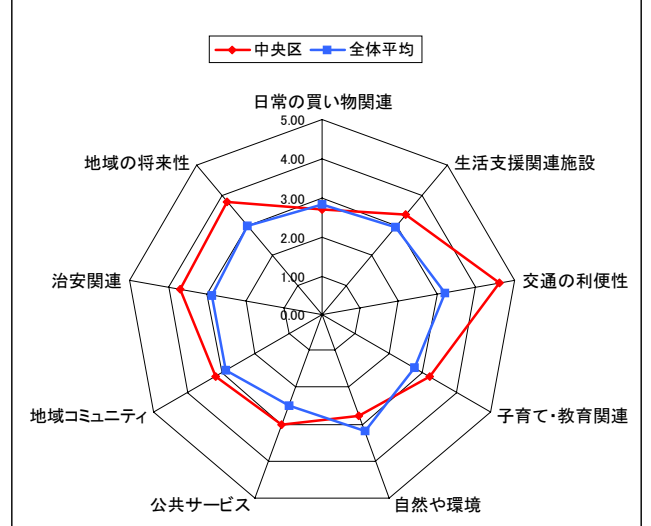 中央区 全体平均
日常の買い物関連
地域の将来性 生活支援関連施設
治安関連 交通の利便性
地域コミュニティ 子育て・教育関連
公共サービス 自然や環境
5.00
4.00
3.00
2.00
1.00
0.00